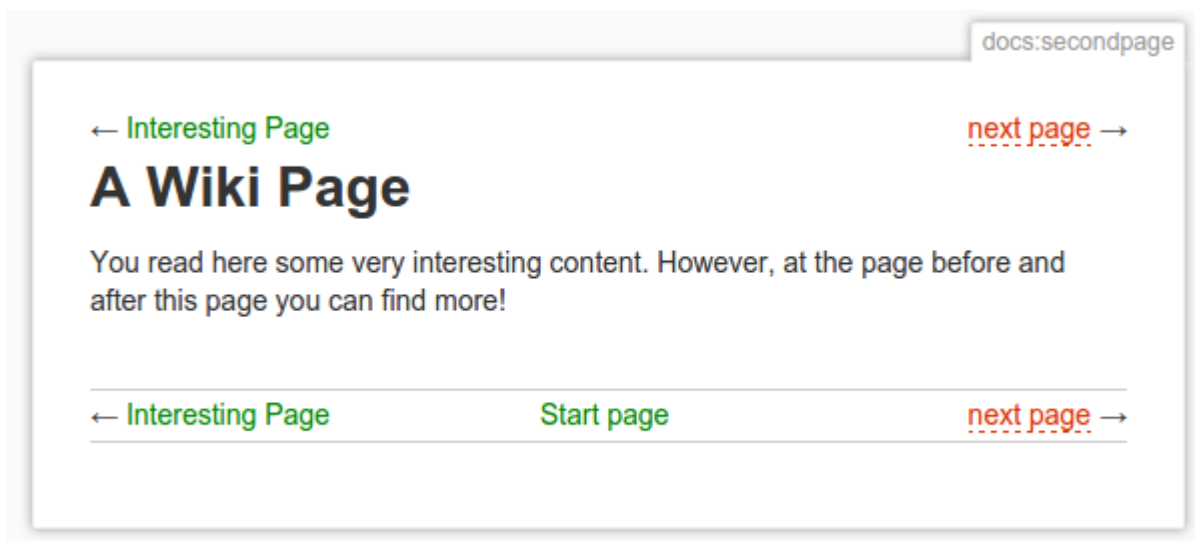 docs:secondpage
← Interesting Page next page →
A Wiki Page
You read here some very interesting content. However, at the page before and
after this page you can find more!
← Interesting Page Start page next page →